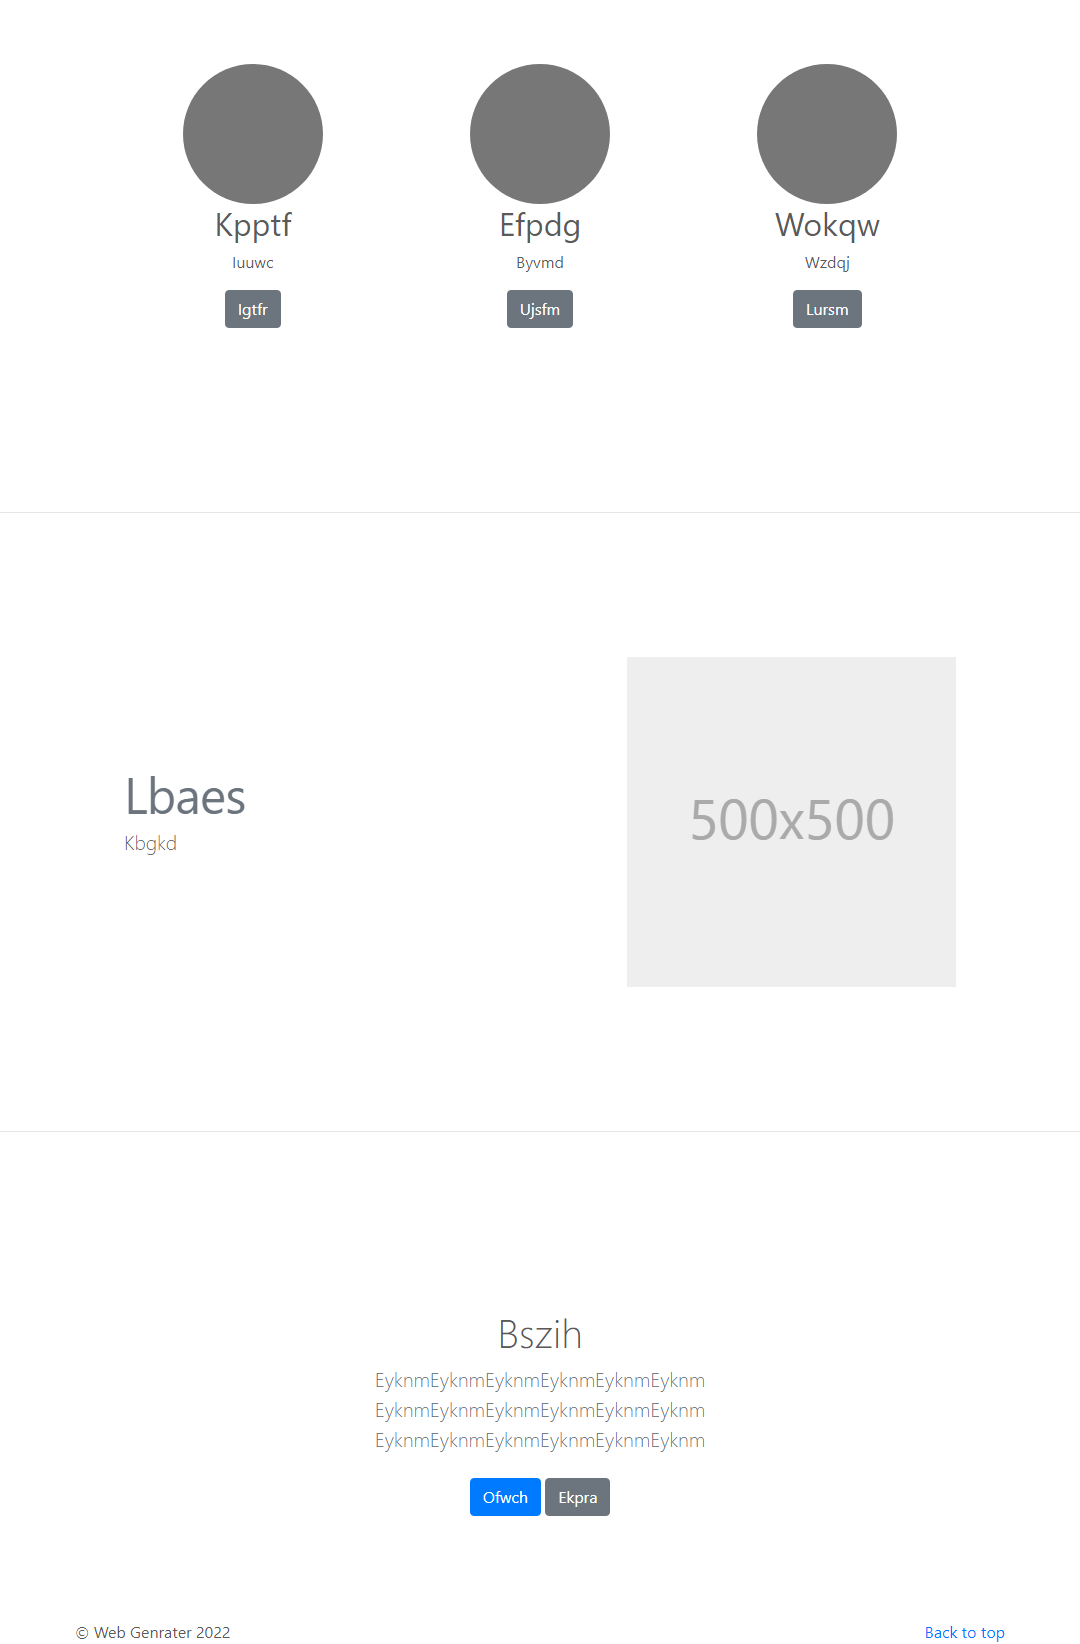 Kpptf
Efpdg
Wokqw
Iuuwc
Byvmd
Wzdqj
Igtfr
Ujsfm
Lursm
Lbaes
Kbgkd
500x500
Bszih
EyknmEyknmEyknmEyknmEyknmEyknm
EyknmEyknmEyknmEyknmEyknmEyknm
EyknmEyknmEyknmEyknmEyknmEyknm
Ofwch Ekpra
© Web Genrater 2022
Back to top